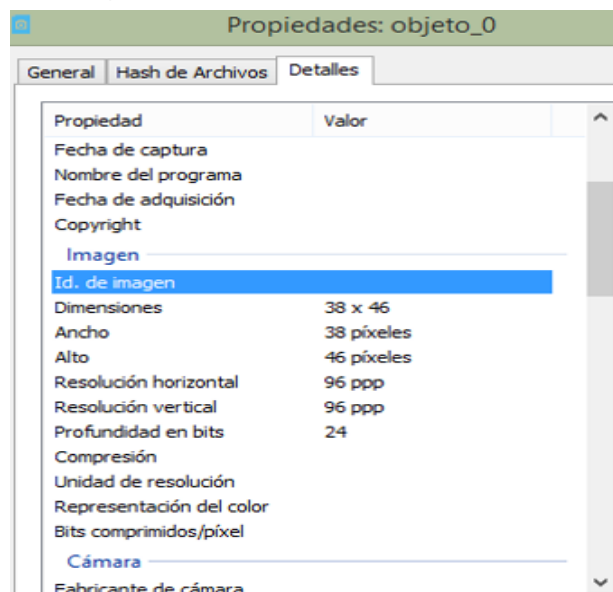 Propiedades: objeto_0
General Hash de Archivos Detalles
Propiedad Valor
Fecha de captura
Nombre del programa
Fecha de adquisición
Copyright
Imagen
Id. de imagen
Dimensiones 38 x 46
Ancho 38 píxeles
Alto 46 píxeles
Resolución horizontal 96 ppp
Resolución vertical 96 ppp
Profundidad en bits 24
Compresión
Unidad de resolución
Representación del color
Bits comprimidos/píxel
Cámara
Fabricante de cámara